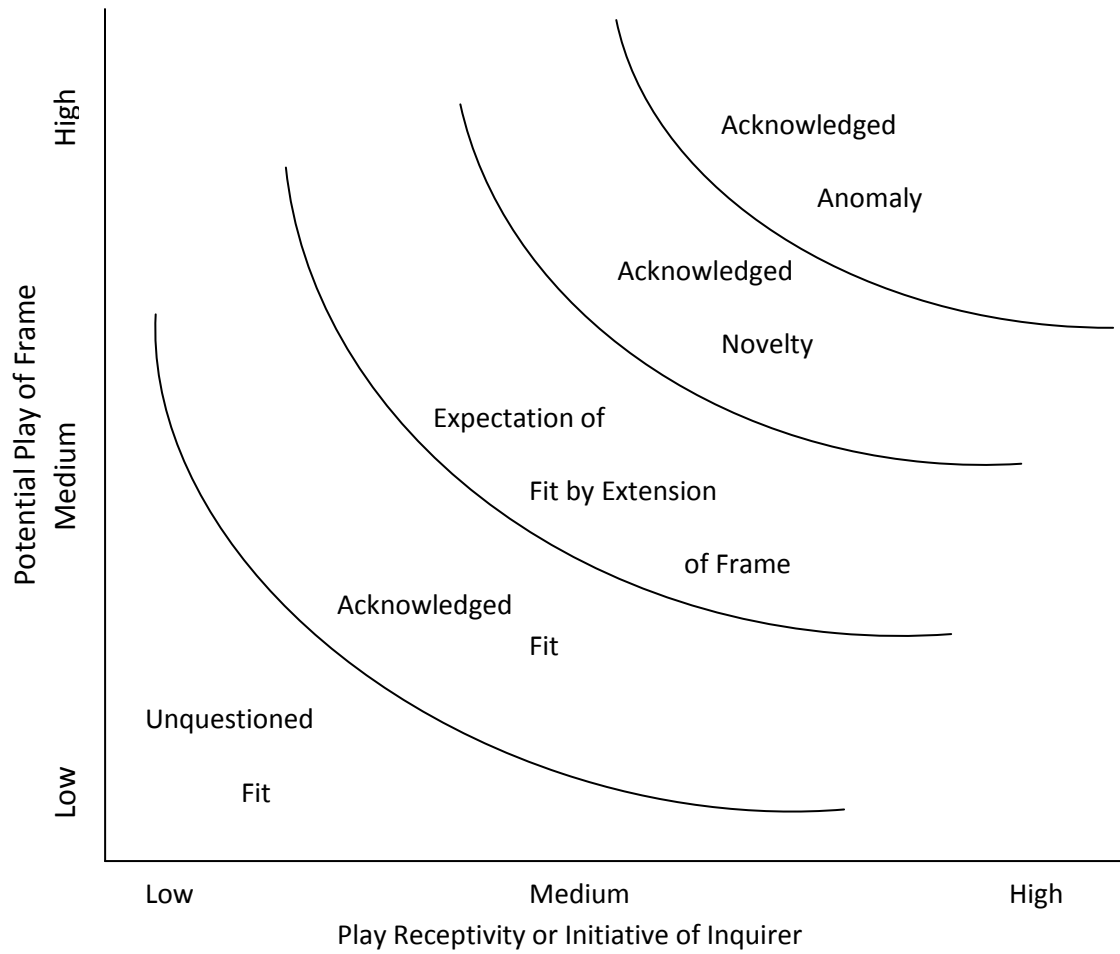 High
Acknowledged
Anomaly
Acknowledged
Novelty
Potential Play of Frame
Medium
Expectation of
Fit by Extension
of Frame
Acknowledged
Fit
Unquestioned
Fit
Low
Low Medium High
Play Receptivity or Initiative of Inquirer